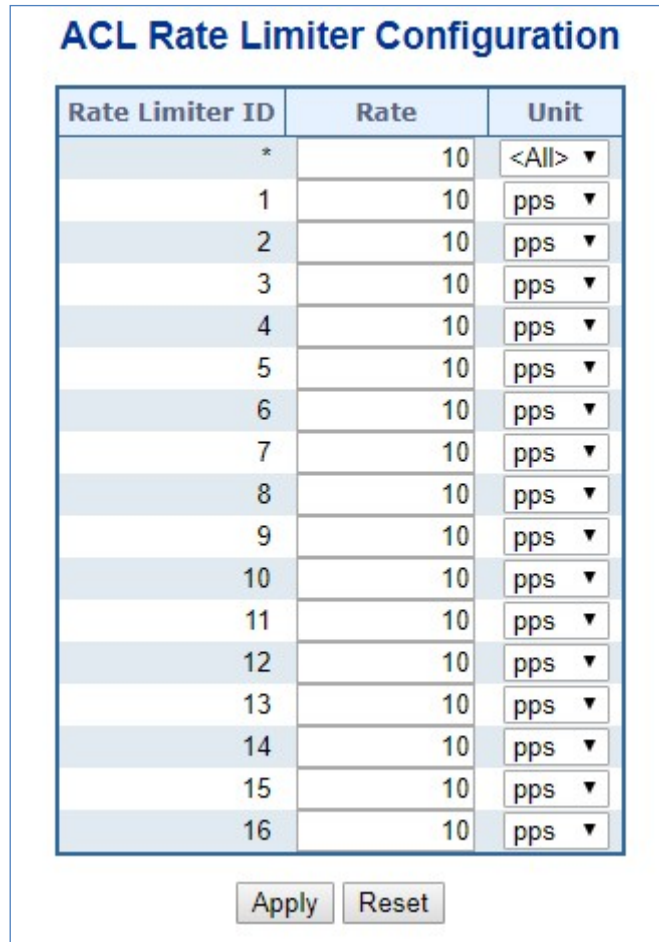 ACL Rate Limiter Configuration
Rate Limiter ID Rate Unit
* 10 <All>
1 10 pps
2 10 pps
3 10 pps
4 10 pps
5 10 pps
6 10 pps
7 10 pps
8 10 pps
9 10 pps
10 10 pps
11 10 pps
12 10 pps
13 10 pps
14 10 pps
15 10 pps
16 10 pps
Apply Reset